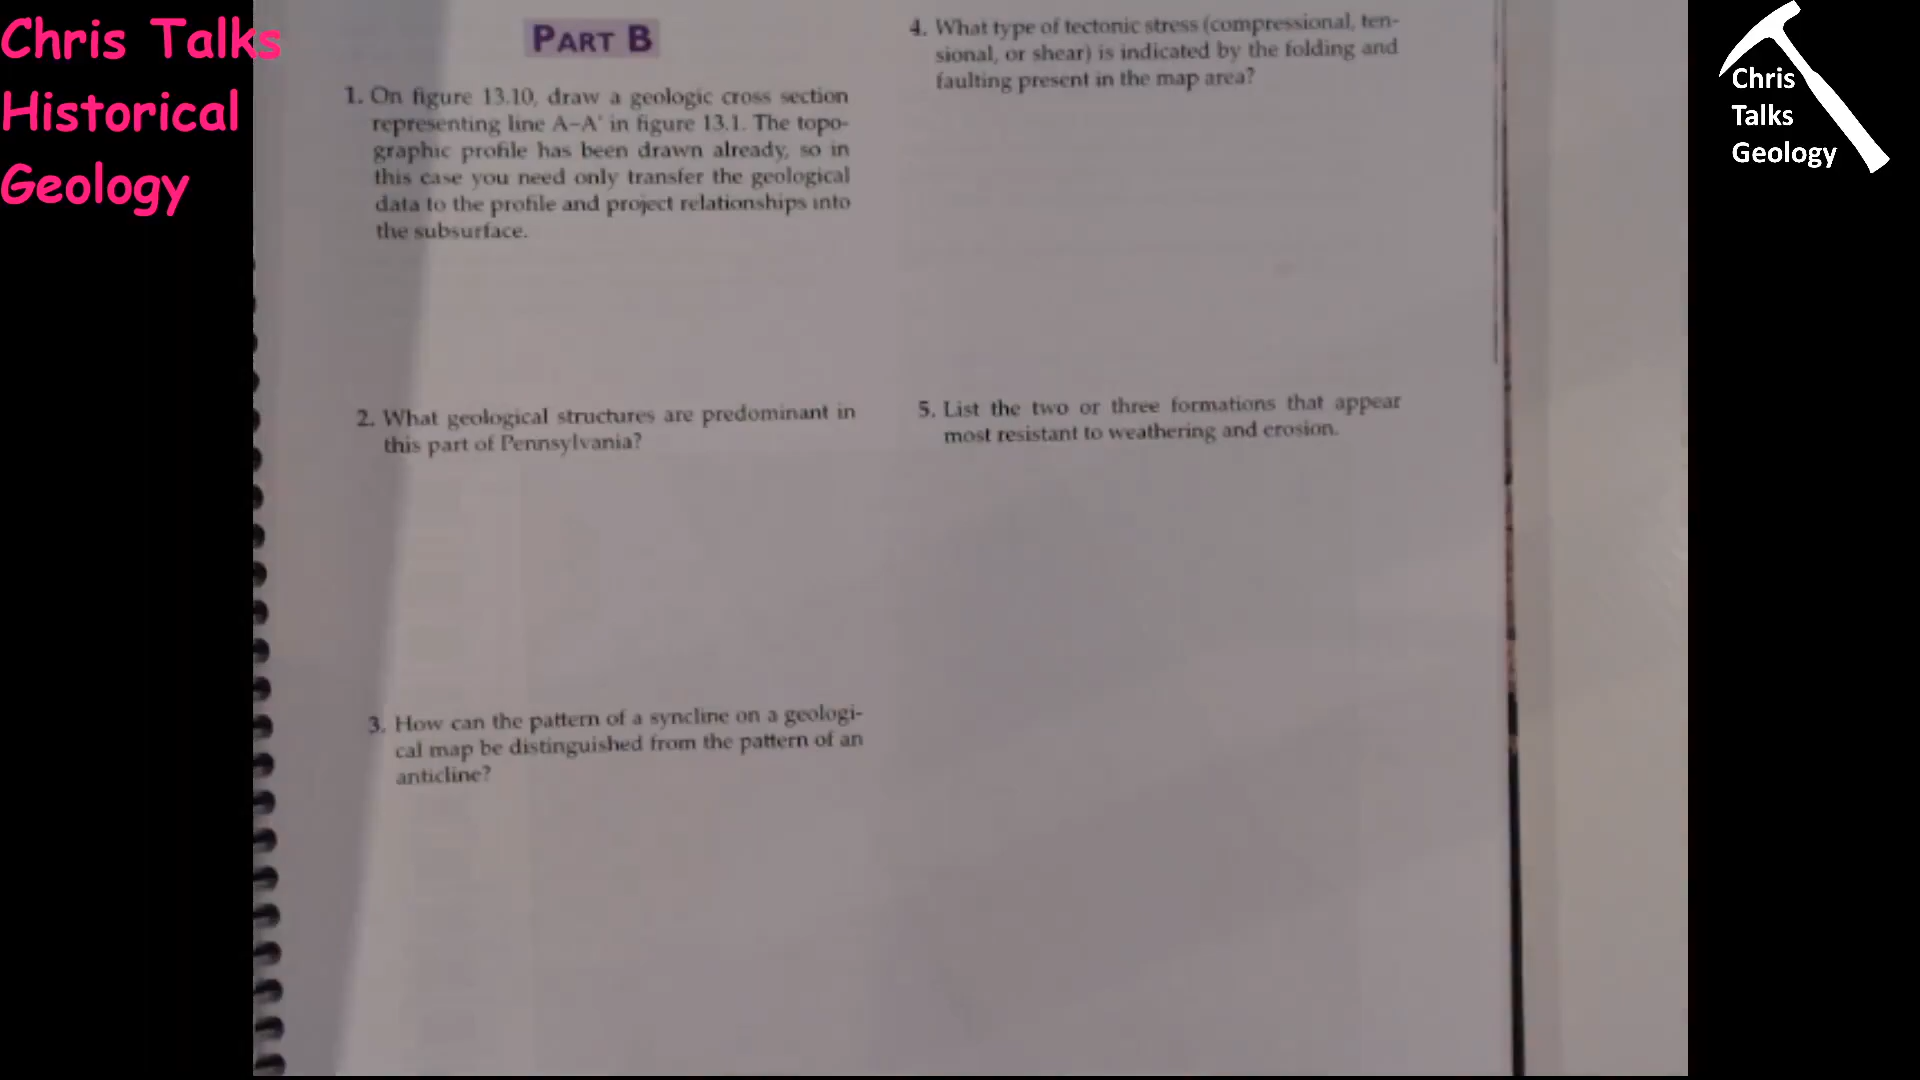 Chris Talks
Historical
Geology
PART B
1. On figure 13.10, draw a geologic cross section
representing line A–A' in figure 13.1. The topo-
graphic profile has been drawn already, so in
this case you need only transfer the geological
data to the profile and project relationships into
the subsurface.
2. What geological structures are predominant in
this part of Pennsylvania?
3. How can the pattern of a syncline on a geologi-
cal map be distinguished from the pattern of an
anticline?
4. What type of tectonic stress (compressional, ten-
sional, or shear) is indicated by the folding and
faulting present in the map area?
5. List the two or three formations that appear
most resistant to weathering and erosion.
Chris
Talks
Geology